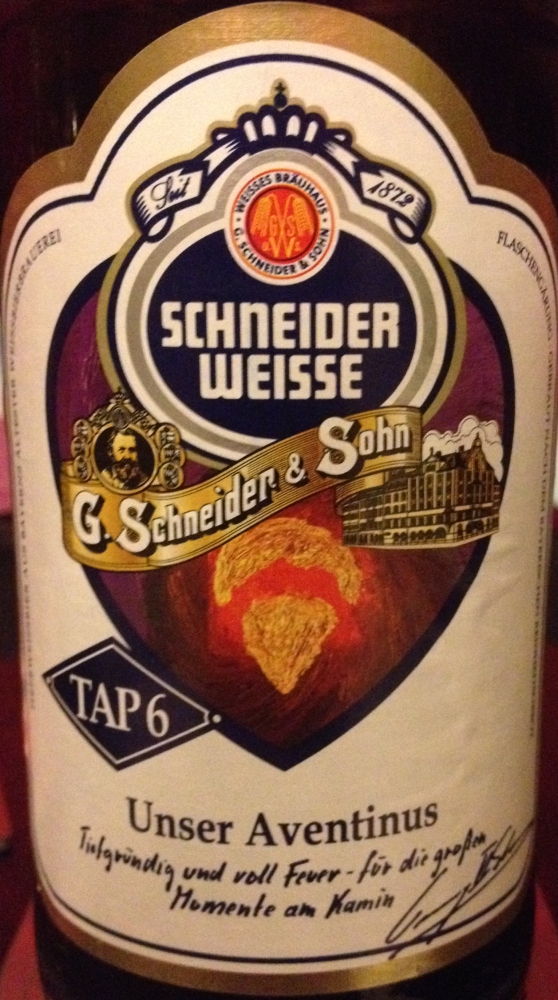 Seit 1872
WEISSES BRÄUHAUS
G. SCHNEIDER & SOHN
SCHNEIDER
WEISSE
G. Schneider & Sohn
TAP 6
Unser Aventinus
Tiefgründig und voll Feuer - für die großen
Momente am Kamin
FLASCHENGÄRUNG